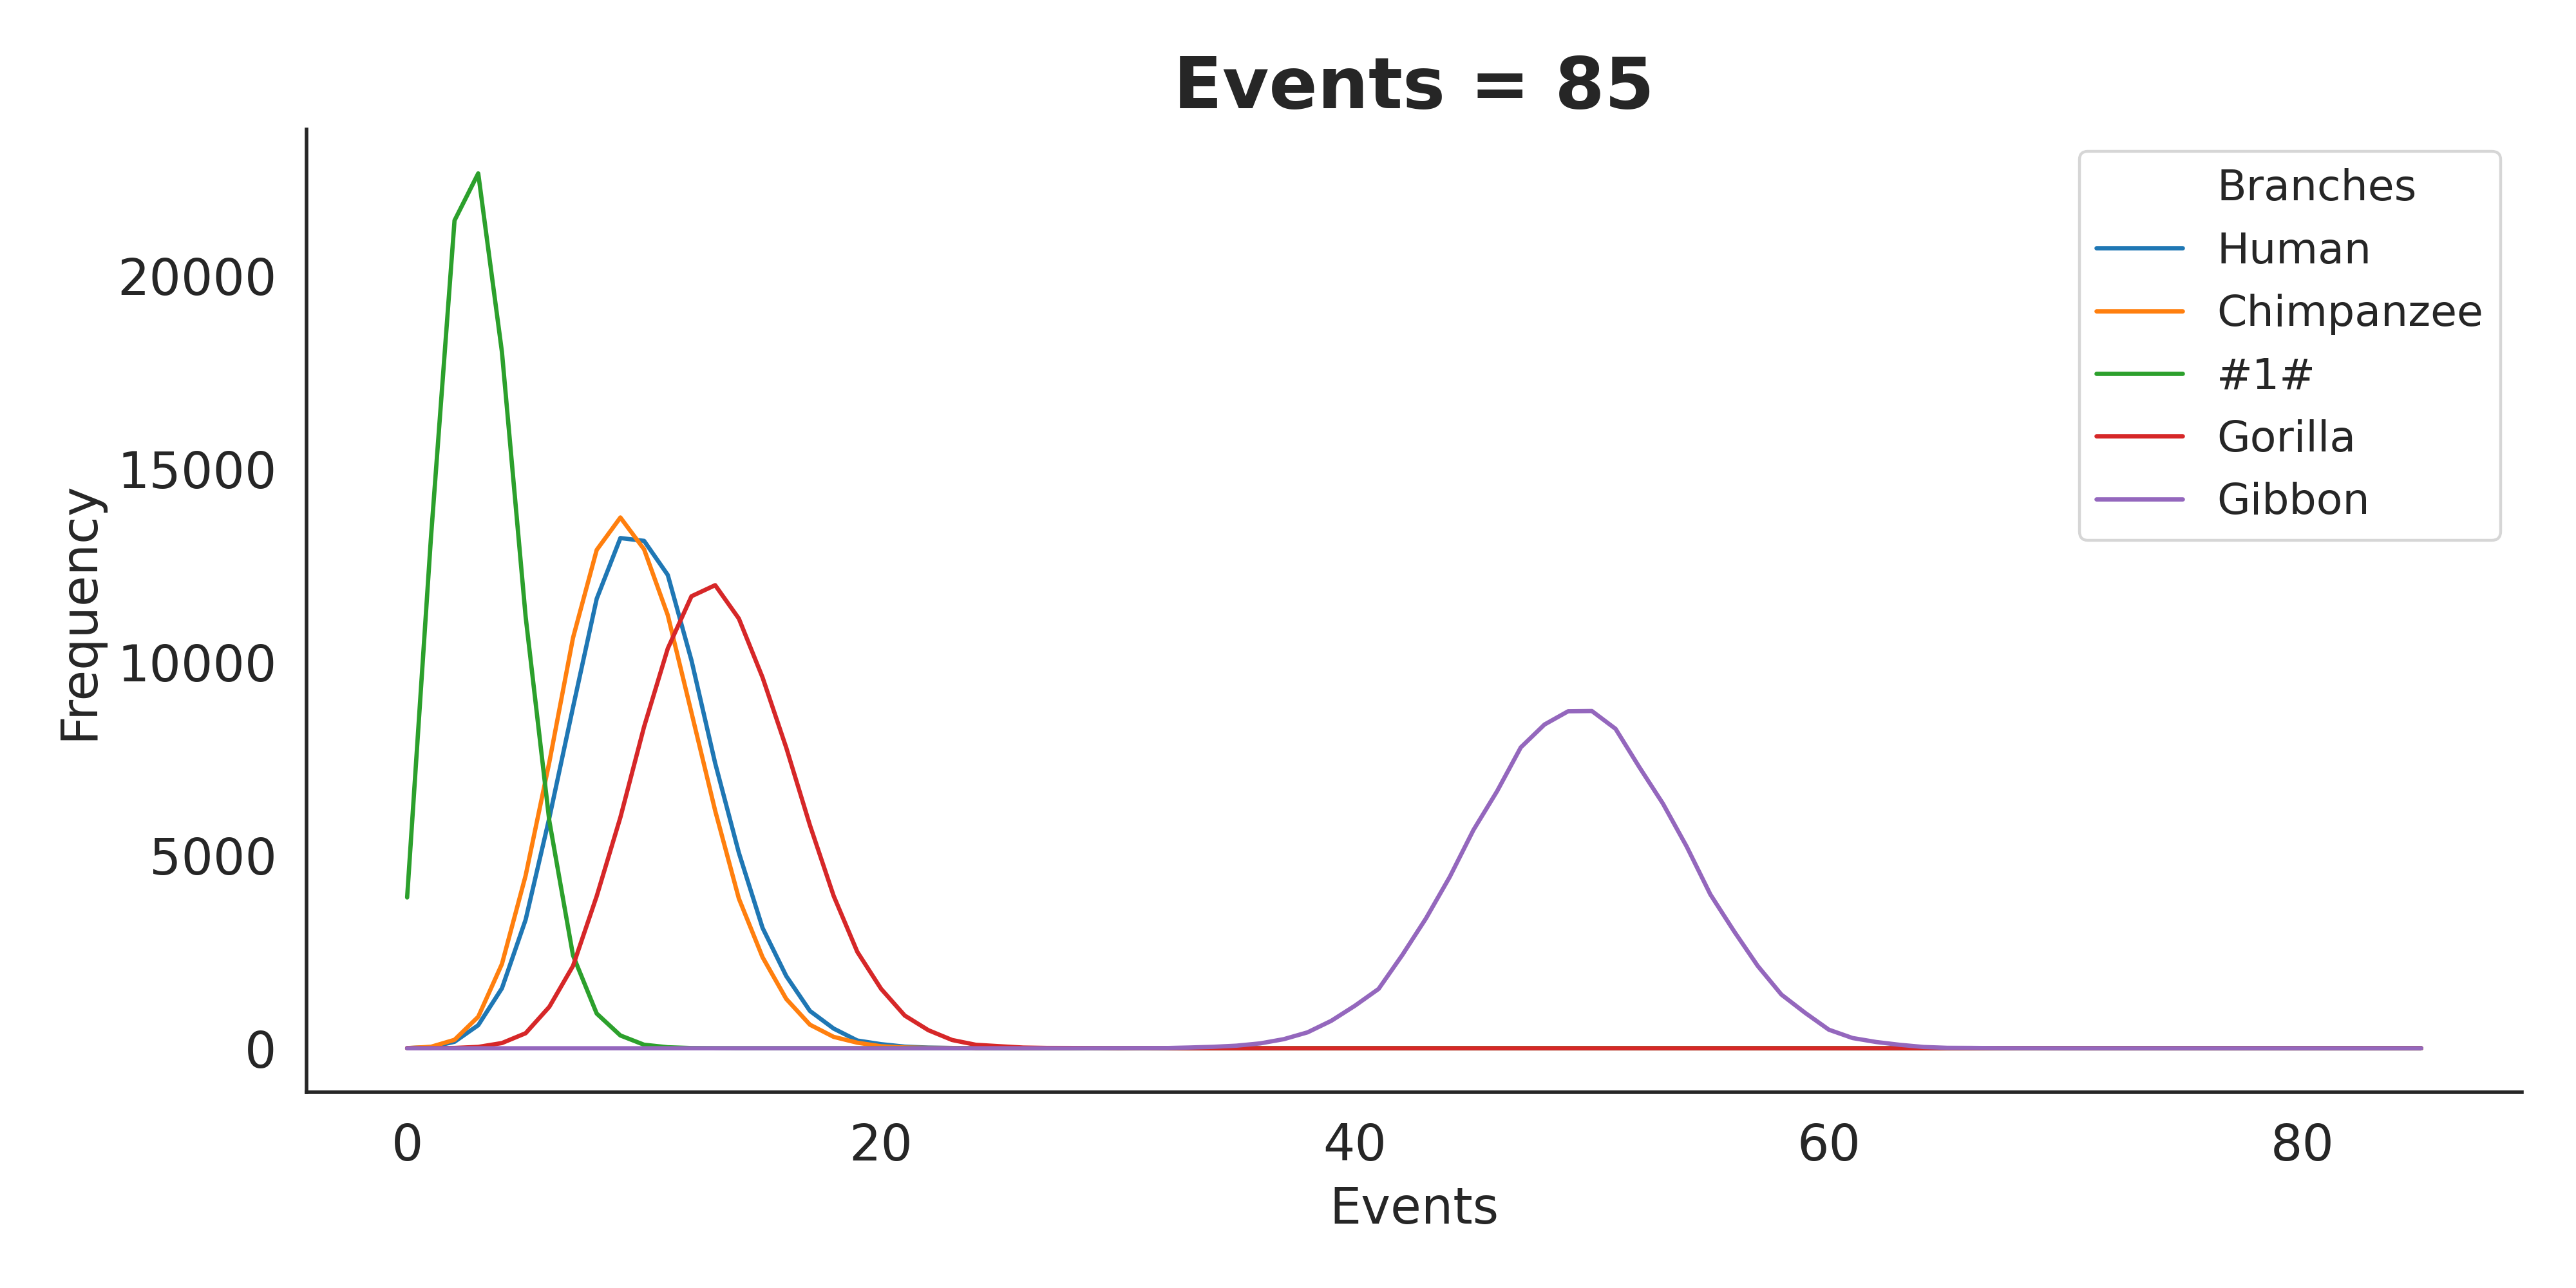 Events = 85
Frequency
20000
15000
10000
5000
0
Branches
Human
Chimpanzee
#1#
Gorilla
Gibbon
0 20 40 60 80
Events